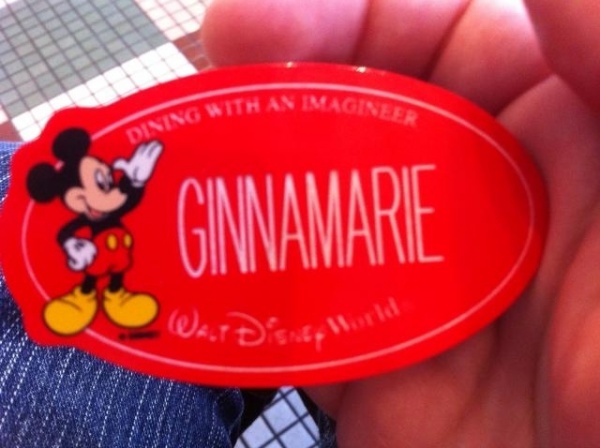 DINING WITH AN IMAGINEER
GINNAMARIE
WALT DISNEY World